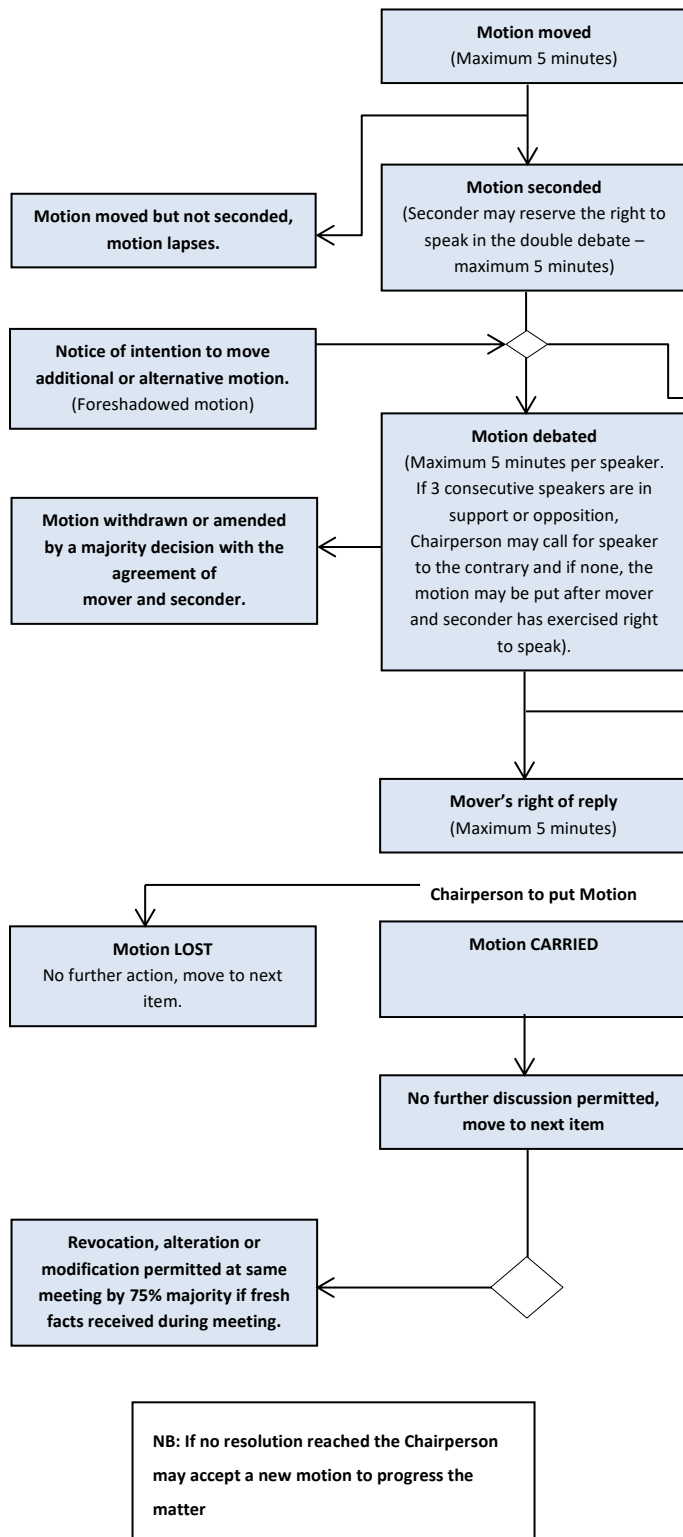 Motion moved
(Maximum 5 minutes)
Motion seconded
(Seconder may reserve the right to
speak in the double debate –
maximum 5 minutes)
Motion moved but not seconded,
motion lapses.
Notice of intention to move
additional or alternative motion.
(Foreshadowed motion)
Motion debated
(Maximum 5 minutes per speaker.
If 3 consecutive speakers are in
support or opposition,
Chairperson may call for speaker
to the contrary and if none, the
motion may be put after mover
and seconder has exercised right
to speak).
Motion withdrawn or amended
by a majority decision with the
agreement of
mover and seconder.
Mover’s right of reply
(Maximum 5 minutes)
Chairperson to put Motion
Motion LOST
No further action, move to next
item.
Motion CARRIED
No further discussion permitted,
move to next item
Revocation, alteration or
modification permitted at same
meeting by 75% majority if fresh
facts received during meeting.
NB: If no resolution reached the Chairperson
may accept a new motion to progress the
matter